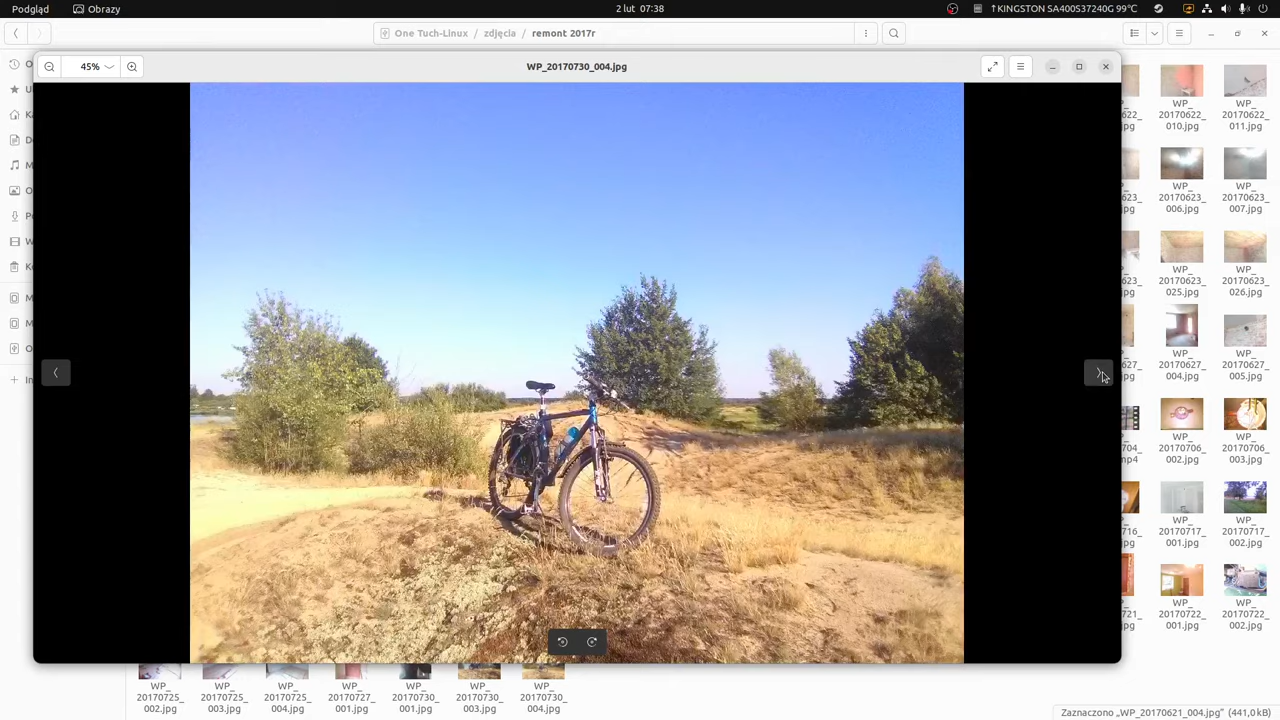 Podgląd Obrazy 2 lut 07:38 ↑KINGSTON SA400S37240G 99°C
One Tuch-Linux / zdjęcia / remont 2017r
45% WP_20170730_004.jpg
WP_
20170622_
010.jpg
WP_
20170622_
011.jpg
WP_
20170623_
006.jpg
WP_
20170623_
007.jpg
WP_
20170623_
025.jpg
WP_
20170623_
026.jpg
WP_
20170627_
004.jpg
WP_
20170627_
005.jpg
WP_
20170706_
002.jpg
WP_
20170706_
003.jpg
WP_
20170717_
001.jpg
WP_
20170717_
002.jpg
WP_
20170722_
001.jpg
WP_
20170722_
002.jpg
WP_
20170725_
002.jpg
WP_
20170725_
003.jpg
WP_
20170725_
004.jpg
WP_
20170727_
001.jpg
WP_
20170730_
001.jpg
WP_
20170730_
003.jpg
WP_
20170730_
004.jpg
Zaznaczono „WP_20170621_004.jpg” (441,0 kB)